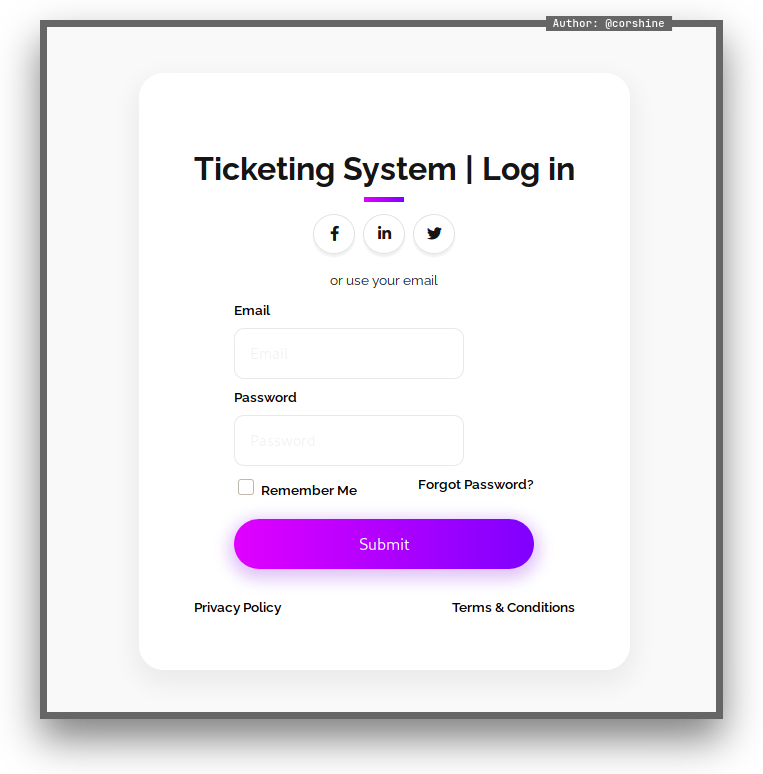 Author: @corshine
Ticketing System | Log in
or use your email
Email
Email
Password
Password
Remember Me
Forgot Password?
Submit
Privacy Policy
Terms & Conditions